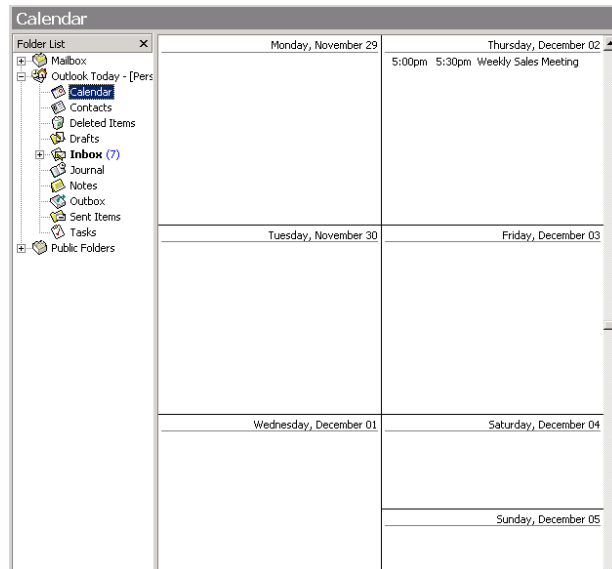 Calendar
Folder List X
Mailbox
Outlook Today - [Pers
Calendar
Contacts
Deleted Items
Drafts
Inbox (7)
Journal
Notes
Outbox
Sent Items
Tasks
Public Folders
Monday, November 29
Tuesday, November 30
Wednesday, December 01
Thursday, December 02
5:00pm 5:30pm Weekly Sales Meeting
Friday, December 03
Saturday, December 04
Sunday, December 05